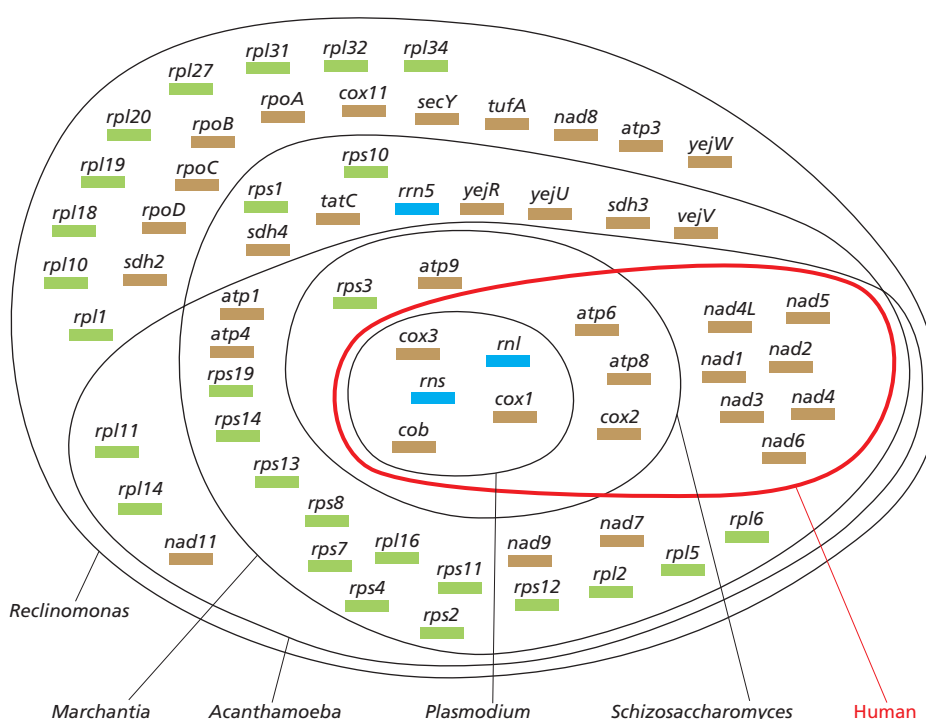 rpl31 rpl32 rpl34
rpl27
rpoA cox11 secY tufA nad8 atp3 yejW
rpl20 rpoB
rps10
rpl19 rpoC
rps1 tatC rrn5 yejR yejU sdh3 vejV
rpl18 rpoD
sdh4
rpl10 sdh2
atp9
rps3
atp1
rpl1
atp6 nad4L nad5
atp4 cox3 rnl
rps19 rns atp8 nad1 nad2
rps14 cox1 cox2 nad3 nad4
cob
rpl11
nad6
rps13
rpl14
rps8
nad7 rpl6
nad11
rps7 rpl16 nad9
rpl5
rps11
rps4 rps12 rpl2
rps2
Reclinomonas
Marchantia Acanthamoeba Plasmodium Schizosaccharomyces Human